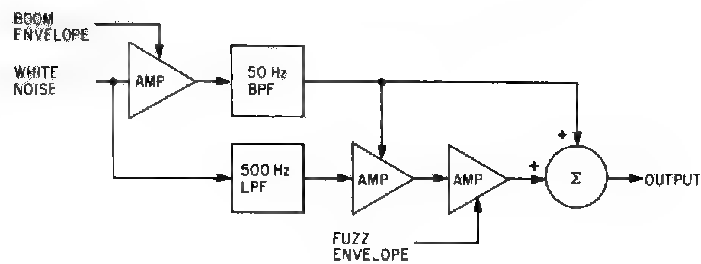 BOOM
ENVELOPE
WHITE
NOISE
AMP
50 Hz
BPF
500 Hz
LPF
AMP
AMP
+
+
Σ
OUTPUT
FUZZ
ENVELOPE